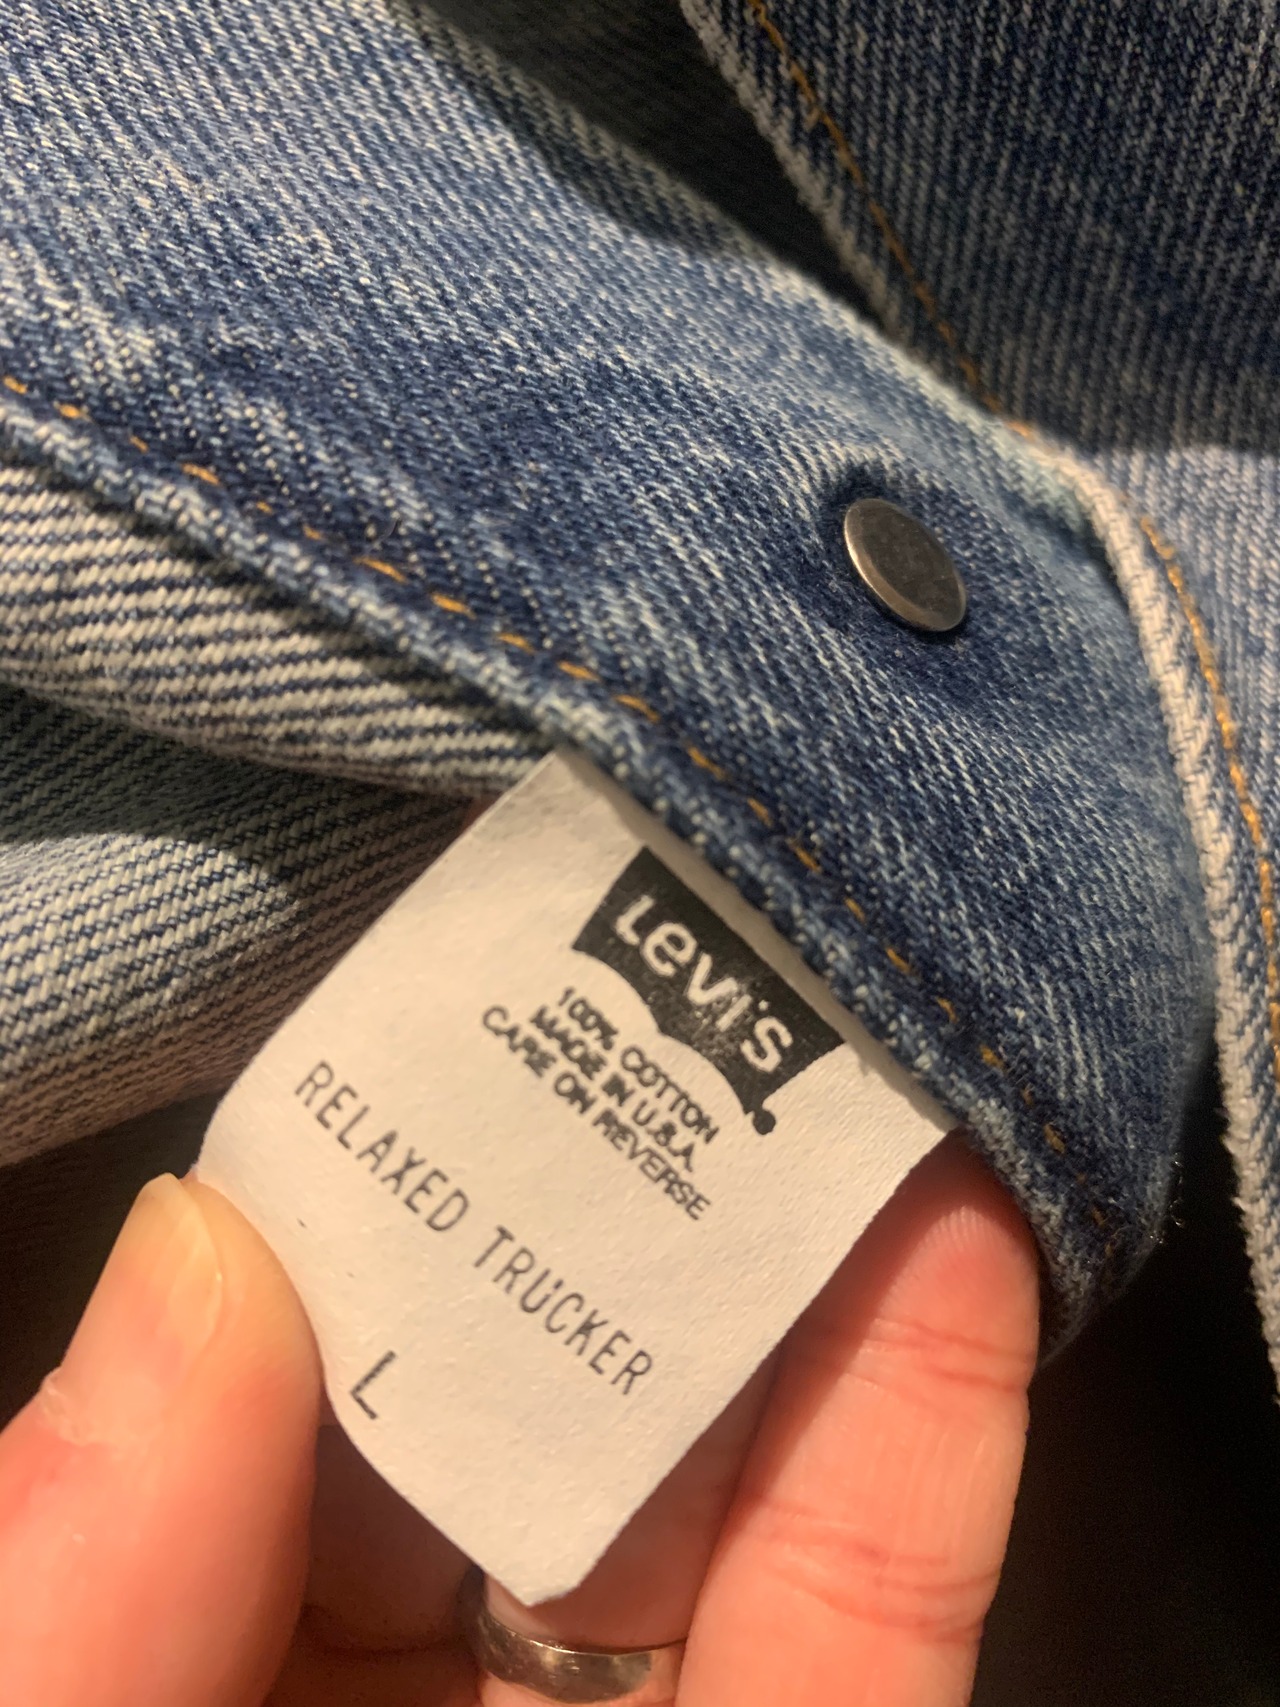 Levi's
100% COTTON
MADE IN U.S.A.
CARE ON REVERSE
RELAXED TRUCKER
L